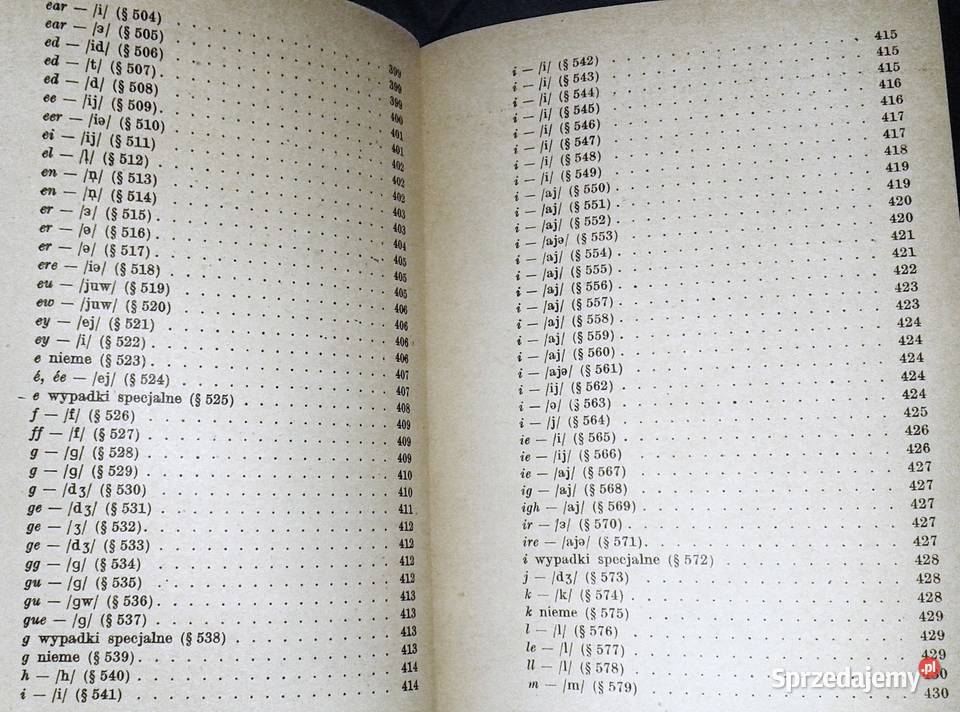 ear — /i/ (§ 504) 399
ear — /ɜ/ (§ 505) 399
ed — /id/ (§ 506) 399
ed — /t/ (§ 507) 400
ed — /d/ (§ 508) 401
ee — /ij/ (§ 509) 401
eer — /iə/ (§ 510) 402
ei — /ij/ (§ 511) 402
el — /l̩/ (§ 512) 402
en — /n̩/ (§ 513) 403
en — /n̩/ (§ 514) 403
er — /ɜ/ (§ 515) 404
er — /ə/ (§ 516) 405
er — /ə/ (§ 517) 405
ere — /iə/ (§ 518) 405
eu — /juw/ (§ 519) 406
ew — /juw/ (§ 520) 406
ey — /ej/ (§ 521) 406
ey — /i/ (§ 522) 406
e nieme (§ 523) 407
é, ée — /ej/ (§ 524) 407
e wypadki specjalne (§ 525) 408
f — /f/ (§ 526) 409
ff — /f/ (§ 527) 409
g — /g/ (§ 528) 409
g — /g/ (§ 529) 410
g — /dʒ/ (§ 530) 410
ge — /dʒ/ (§ 531) 411
ge — /ʒ/ (§ 532) 412
ge — /dʒ/ (§ 533) 412
gg — /g/ (§ 534) 412
gu — /g/ (§ 535) 412
gu — /gw/ (§ 536) 413
gue — /g/ (§ 537) 413
g wypadki specjalne (§ 538) 413
g nieme (§ 539) 413
h — /h/ (§ 540) 414
i — /i/ (§ 541) 414
i — /i/ (§ 542) 415
i — /i/ (§ 543) 415
i — /i/ (§ 544) 415
i — /i/ (§ 545) 416
i — /i/ (§ 546) 416
i — /i/ (§ 547) 417
i — /i/ (§ 548) 417
i — /i/ (§ 549) 418
i — /aj/ (§ 550) 419
i — /aj/ (§ 551) 419
i — /aj/ (§ 552) 420
i — /ajə/ (§ 553) 420
i — /aj/ (§ 554) 421
i — /aj/ (§ 555) 421
i — /aj/ (§ 556) 422
i — /aj/ (§ 557) 423
i — /aj/ (§ 558) 423
i — /aj/ (§ 559) 424
i — /aj/ (§ 560) 424
i — /ajə/ (§ 561) 424
i — /ij/ (§ 562) 424
i — /ə/ (§ 563) 424
i — /j/ (§ 564) 425
ie — /i/ (§ 565) 426
ie — /ij/ (§ 566) 426
ie — /aj/ (§ 567) 427
ig — /aj/ (§ 568) 427
igh — /aj/ (§ 569) 427
ir — /ɜ/ (§ 570) 427
ire — /ajə/ (§ 571) 427
i wypadki specjalne (§ 572) 428
j — /dʒ/ (§ 573) 428
k — /k/ (§ 574) 428
k nieme (§ 575) 429
l — /l/ (§ 576) 429
le — /l/ (§ 577) 429
ll — /l/ (§ 578) 430
m — /m/ (§ 579) 430
Sprzedajemy.pl